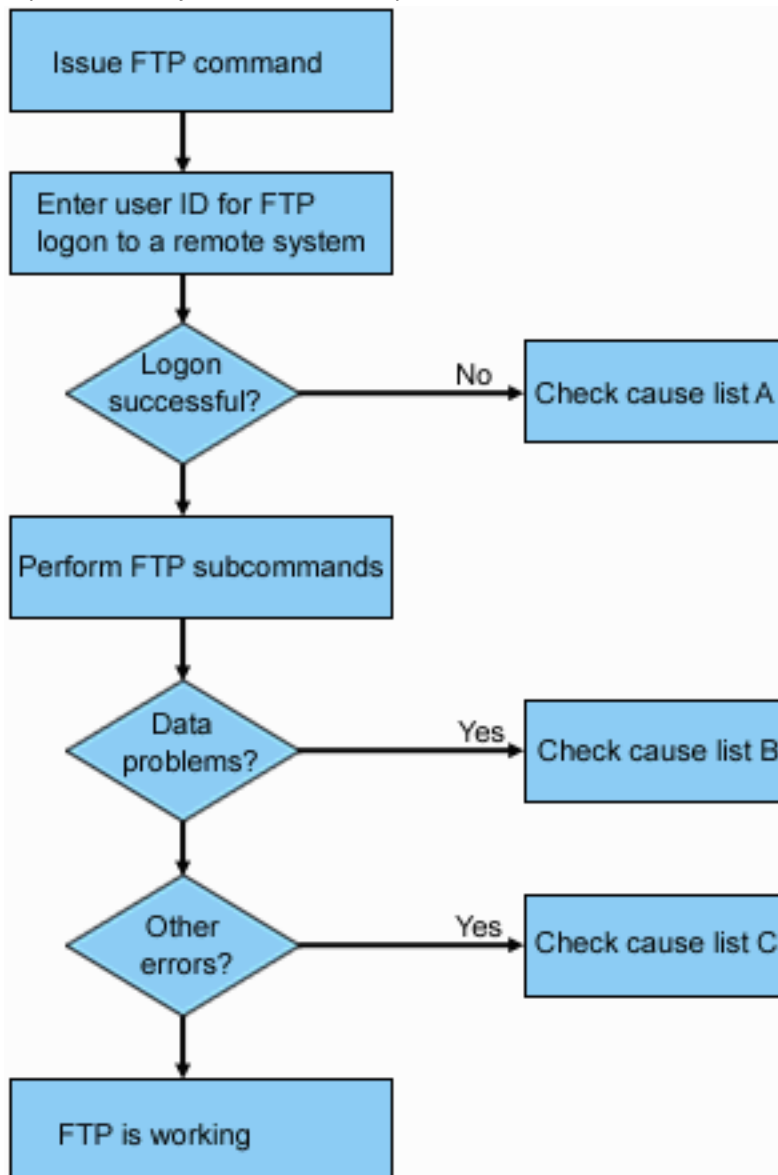 Issue FTP command
Enter user ID for FTP
logon to a remote system
Logon
successful?
No
Check cause list A
Perform FTP subcommands
Data
problems?
Yes
Check cause list B
Other
errors?
Yes
Check cause list C
FTP is working